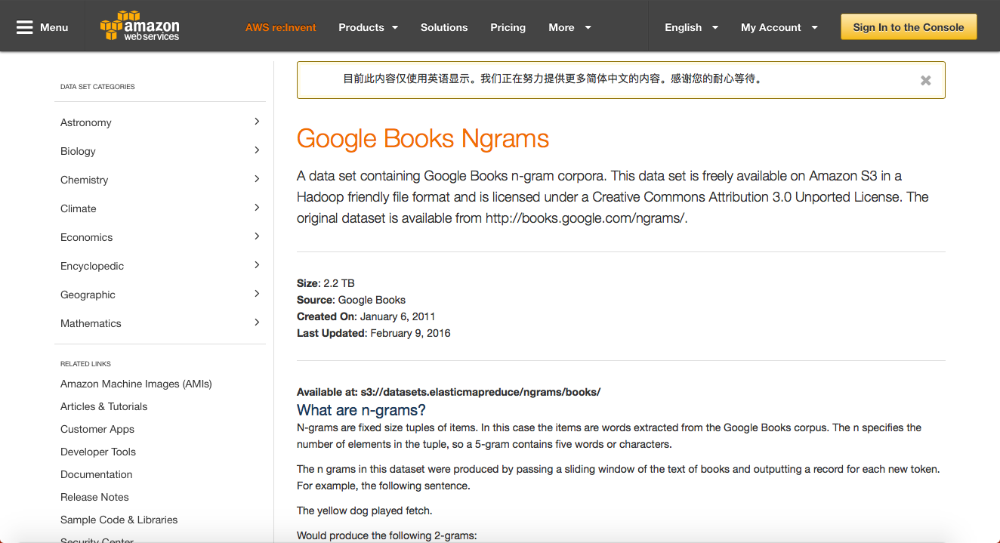 Menu
amazon
web services
AWS re:Invent
Products
Solutions
Pricing
More
English
My Account
Sign In to the Console
DATA SET CATEGORIES
Astronomy
Biology
Chemistry
Climate
Economics
Encyclopedic
Geographic
Mathematics
RELATED LINKS
Amazon Machine Images (AMIs)
Articles & Tutorials
Customer Apps
Developer Tools
Documentation
Release Notes
Sample Code & Libraries
Security Center
目前此内容仅使用英语显示。我们正在努力提供更多简体中文的内容。感谢您的耐心等待。
Google Books Ngrams
A data set containing Google Books n-gram corpora. This data set is freely available on Amazon S3 in a
Hadoop friendly file format and is licensed under a Creative Commons Attribution 3.0 Unported License. The
original dataset is available from http://books.google.com/ngrams/.
Size: 2.2 TB
Source: Google Books
Created On: January 6, 2011
Last Updated: February 9, 2016
Available at: s3://datasets.elasticmapreduce/ngrams/books/
What are n-grams?
N-grams are fixed size tuples of items. In this case the items are words extracted from the Google Books corpus. The n specifies the
number of elements in the tuple, so a 5-gram contains five words or characters.
The n grams in this dataset were produced by passing a sliding window of the text of books and outputting a record for each new token.
For example, the following sentence.
The yellow dog played fetch.
Would produce the following 2-grams: